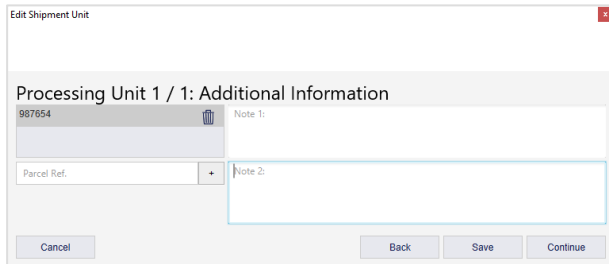 Edit Shipment Unit
x
Processing Unit 1 / 1: Additional Information
987654
Note 1:
Parcel Ref.
+
Note 2:
Cancel
Back
Save
Continue